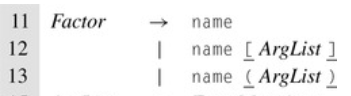 11 Factor → name
12 | name [ ArgList ]
13 | name ( ArgList )